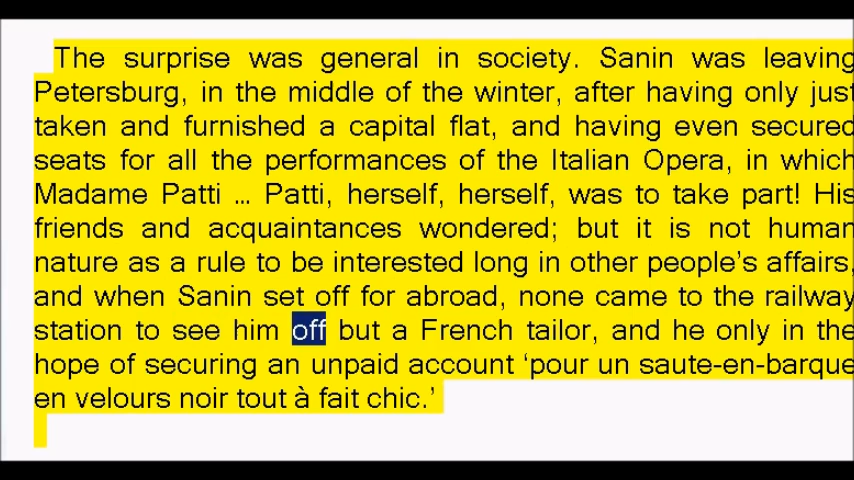 The surprise was general in society. Sanin was leaving
Petersburg, in the middle of the winter, after having only just
taken and furnished a capital flat, and having even secured
seats for all the performances of the Italian Opera, in which
Madame Patti ... Patti, herself, herself, was to take part! His
friends and acquaintances wondered; but it is not human
nature as a rule to be interested long in other people’s affairs,
and when Sanin set off for abroad, none came to the railway
station to see him off but a French tailor, and he only in the
hope of securing an unpaid account ‘pour un saute-en-barque
en velours noir tout à fait chic.’